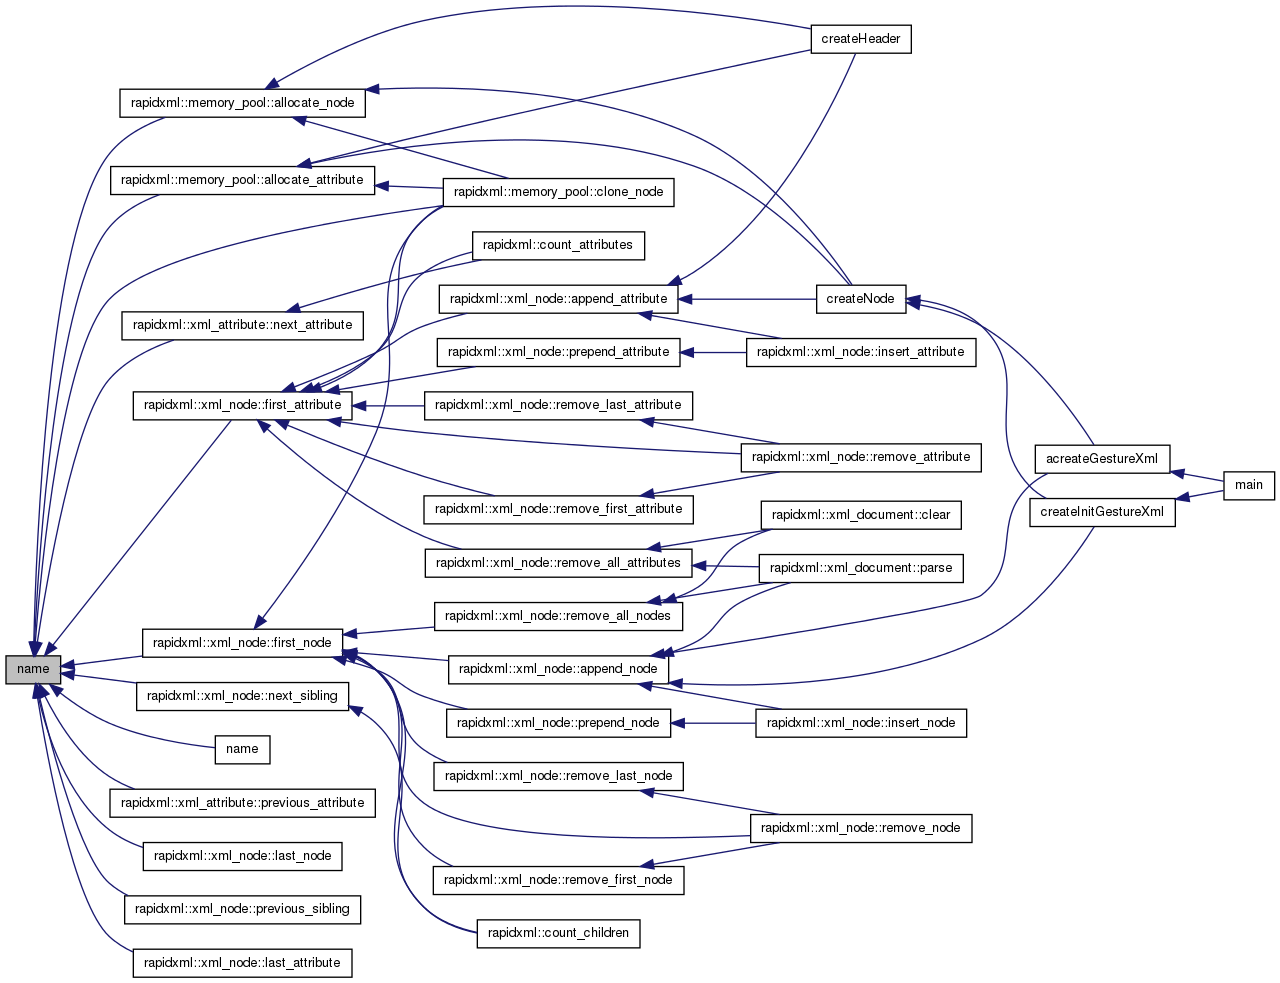 createHeader
rapidxml::memory_pool::allocate_node
rapidxml::memory_pool::allocate_attribute
rapidxml::memory_pool::clone_node
rapidxml::count_attributes
rapidxml::xml_node::append_attribute
createNode
rapidxml::xml_attribute::next_attribute
rapidxml::xml_node::prepend_attribute
rapidxml::xml_node::insert_attribute
rapidxml::xml_node::first_attribute
rapidxml::xml_node::remove_last_attribute
rapidxml::xml_node::remove_attribute
acreateGestureXml
main
rapidxml::xml_node::remove_first_attribute
rapidxml::xml_document::clear
createInitGestureXml
rapidxml::xml_node::remove_all_attributes
rapidxml::xml_document::parse
rapidxml::xml_node::remove_all_nodes
rapidxml::xml_node::first_node
name
rapidxml::xml_node::append_node
rapidxml::xml_node::next_sibling
rapidxml::xml_node::prepend_node
rapidxml::xml_node::insert_node
name
rapidxml::xml_node::remove_last_node
rapidxml::xml_attribute::previous_attribute
rapidxml::xml_node::remove_node
rapidxml::xml_node::last_node
rapidxml::xml_node::remove_first_node
rapidxml::xml_node::previous_sibling
rapidxml::count_children
rapidxml::xml_node::last_attribute